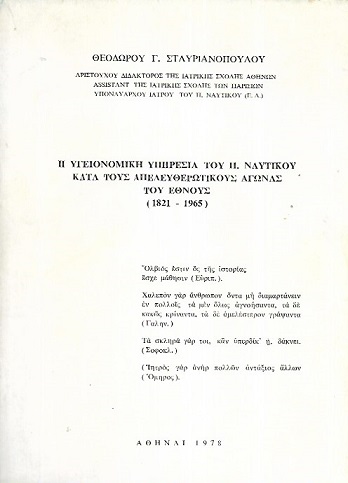 ΘΕΟΔΩΡΟΥ Γ. ΣΤΑΥΡΙΑΝΟΠΟΥΛΟΥ
ΑΡΙΣΤΟΥΧΟΥ ΔΙΔΑΚΤΟΡΟΣ ΤΗΣ ΙΑΤΡΙΚΗΣ ΣΧΟΛΗΣ ΑΘΗΝΩΝ
ASSISTANT ΤΗΣ ΙΑΤΡΙΚΗΣ ΣΧΟΛΗΣ ΤΩΝ ΠΑΡΙΣΙΩΝ
ΥΠΟΝΑΥΑΡΧΟΥ ΙΑΤΡΟΥ ΤΟΥ Π. ΝΑΥΤΙΚΟΥ (Γ. Α.)
Η ΥΓΕΙΟΝΟΜΙΚΗ ΥΠΗΡΕΣΙΑ ΤΟΥ Π. ΝΑΥΤΙΚΟΥ
ΚΑΤΑ ΤΟΥΣ ΑΠΕΛΕΥΘΕΡΩΤΙΚΟΥΣ ΑΓΩΝΑΣ
ΤΟΥ ΕΘΝΟΥΣ
(1821 - 1965)
Ὄλβιός ἐστιν ὃς τῆς ἱστορίας
ἔσχε μάθησιν (Εὐριπ.).
Χαλεπὸν γὰρ ἄνθρωπον ὄντα μὴ διαμαρτάνειν
ἐν πολλοῖς τὰ μὲν ὅλως ἀγνοήσαντα, τὰ δὲ
κακῶς κρίναντα, τὰ δὲ ἀμελέστερον γράψαντα
(Γαλην.)
Τὰ σκληρὰ γάρ τοι, κἂν ὑπερδίκ' ᾖ, δάκνει.
(Σοφοκλ.)
(Ἰητρὸς γὰρ ἀνὴρ πολλῶν ἀντάξιος ἄλλων
(Ὅμηρος).
ΑΘΗΝΑΙ 1978